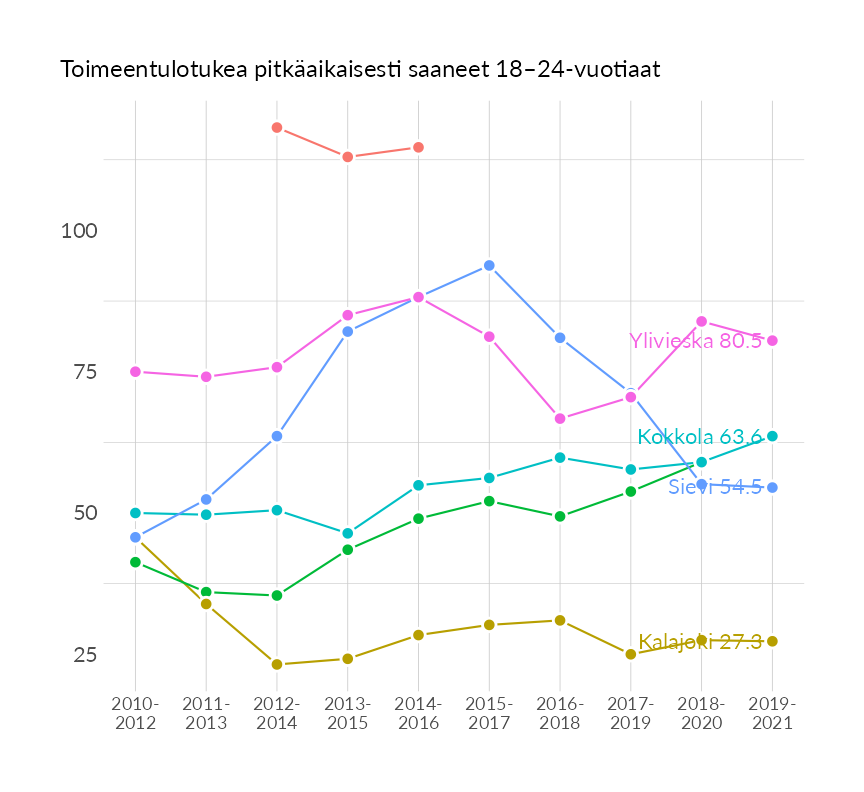 Toimeentulotukea pitkäaikaisesti saaneet 18–24-vuotiaat
100
75
50
25
Ylivieska 80.5
Kokkola 63.6
Sievi 54.5
Kalajoki 27.3
2010-2012
2011-2013
2012-2014
2013-2015
2014-2016
2015-2017
2016-2018
2017-2019
2018-2020
2019-2021